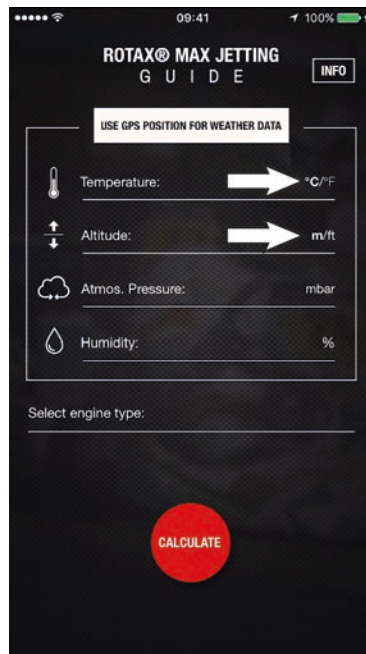 09:41
100%
ROTAX® MAX JETTING
GUIDE
INFO
USE GPS POSITION FOR WEATHER DATA
Temperature: °C/°F
Altitude: m/ft
Atmos. Pressure: mbar
Humidity: %
Select engine type:
CALCULATE